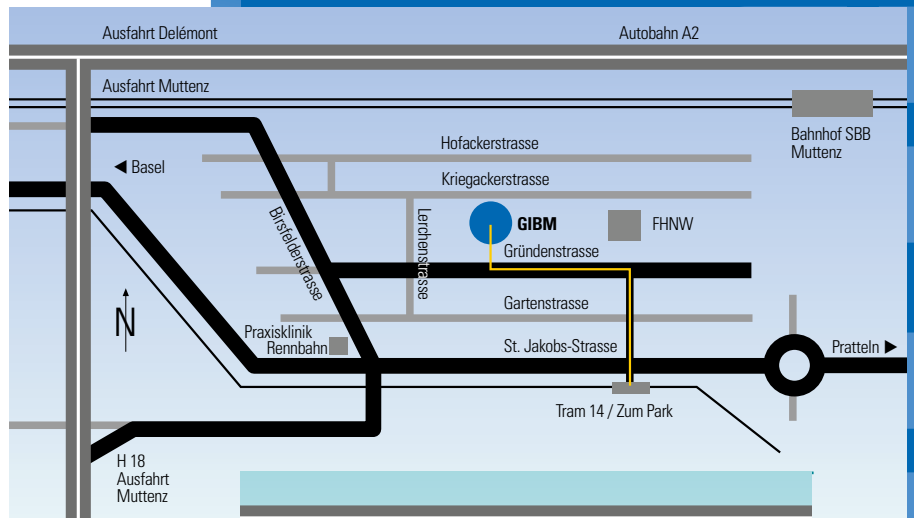 Ausfahrt Delémont
Autobahn A2
Ausfahrt Muttenz
Bahnhof SBB
Muttenz
Hofackerstrasse
◄ Basel
Kriegackerstrasse
Birsfelderstrasse
Lerchenstrasse
GIBM
FHNW
Gründenstrasse
N
Gartenstrasse
Praxisklinik
Rennbahn
St. Jakobs-Strasse
Pratteln ►
Tram 14 / Zum Park
H 18
Ausfahrt
Muttenz